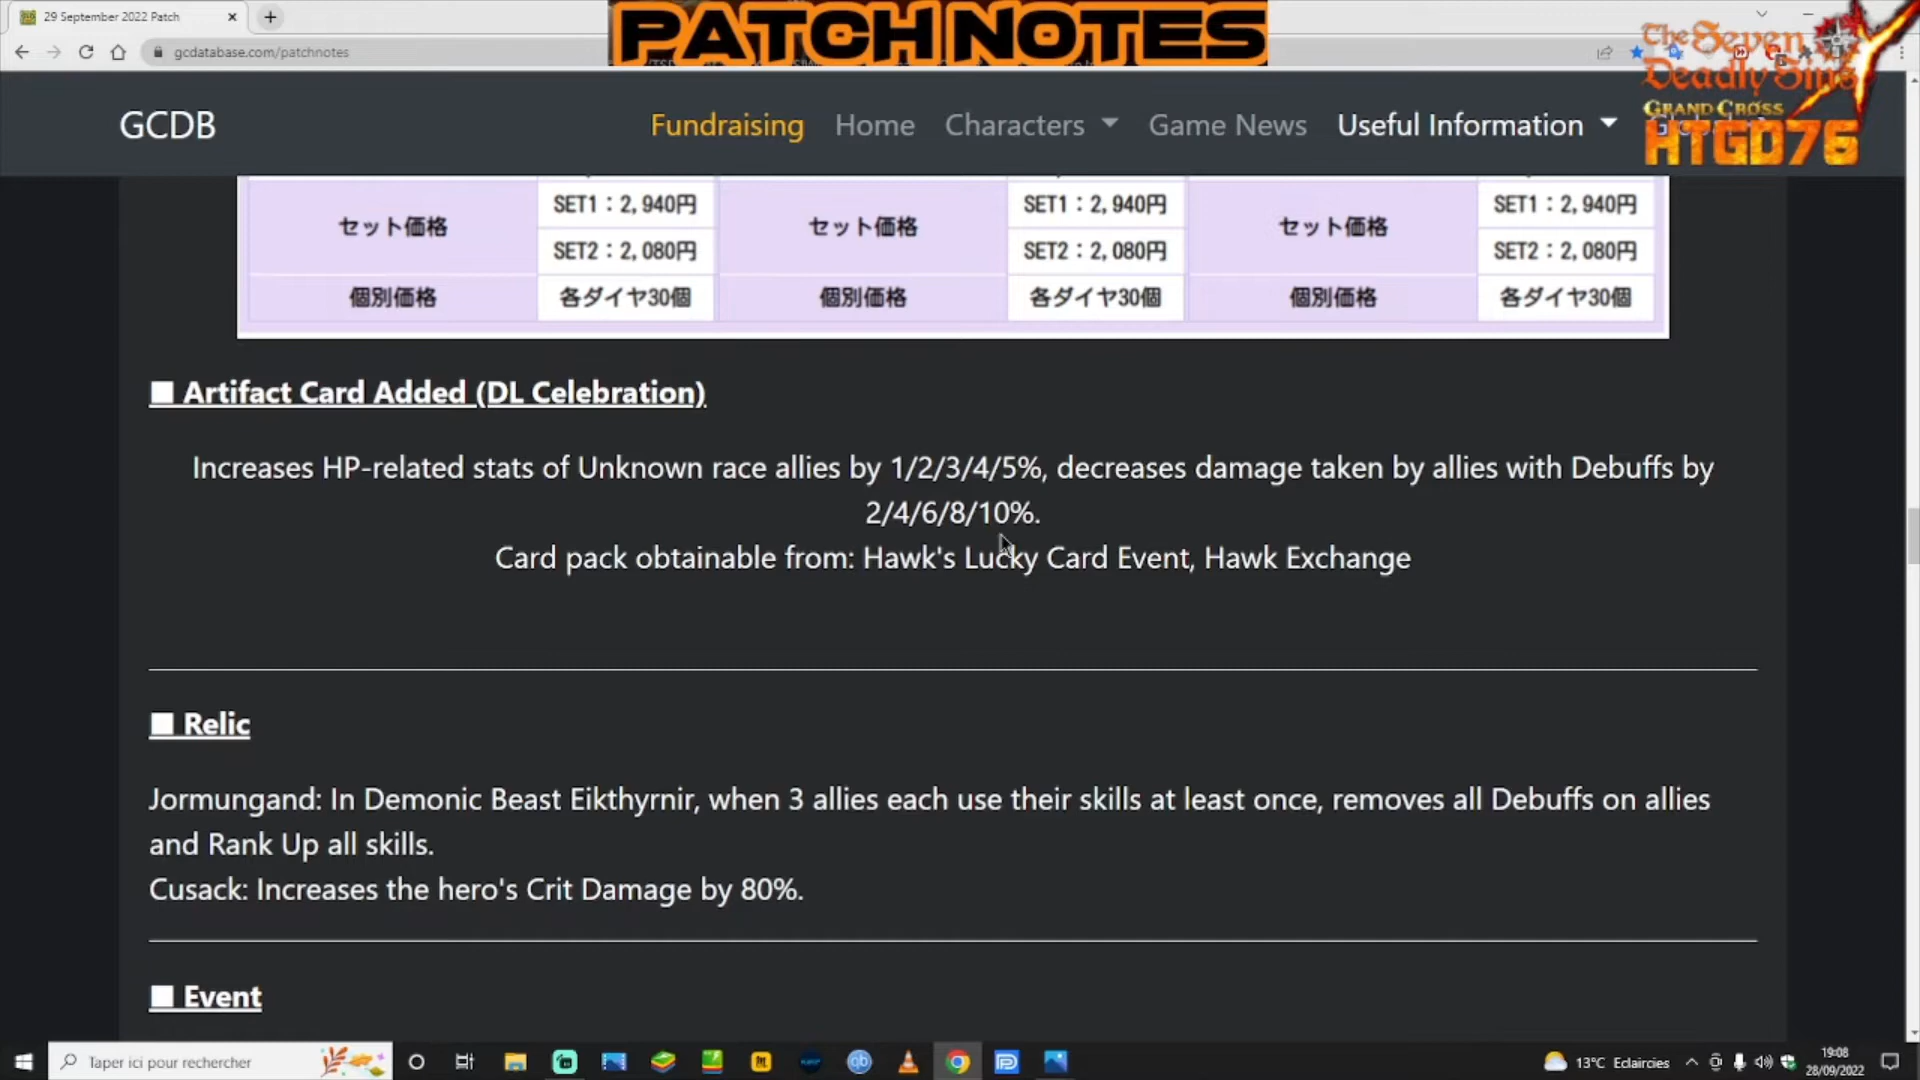 29 September 2022 Patch
PATCH NOTES
gcdatabase.com/patchnotes
The Seven
Deadly Sins
GRAND CROSS
HTGD76
GCDB
Fundraising
Home
Characters
Game News
Useful Information
セット価格
SET1：2,940円
SET2：2,080円
セット価格
SET1：2,940円
SET2：2,080円
セット価格
SET1：2,940円
SET2：2,080円
個別価格
各ダイヤ30個
個別価格
各ダイヤ30個
個別価格
各ダイヤ30個
Artifact Card Added (DL Celebration)
Increases HP-related stats of Unknown race allies by 1/2/3/4/5%, decreases damage taken by allies with Debuffs by
2/4/6/8/10%.
Card pack obtainable from: Hawk's Lucky Card Event, Hawk Exchange
Relic
Jormungand: In Demonic Beast Eikthyrnir, when 3 allies each use their skills at least once, removes all Debuffs on allies
and Rank Up all skills.
Cusack: Increases the hero's Crit Damage by 80%.
Event
Taper ici pour rechercher
13°C Eclaircies
19:08
28/09/2022